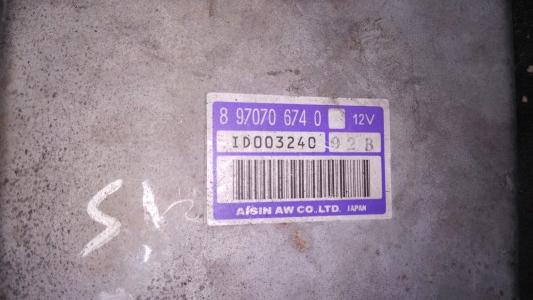 8 97070 674 0 12V
ID003240 92B
AISIN AW CO.,LTD. JAPAN